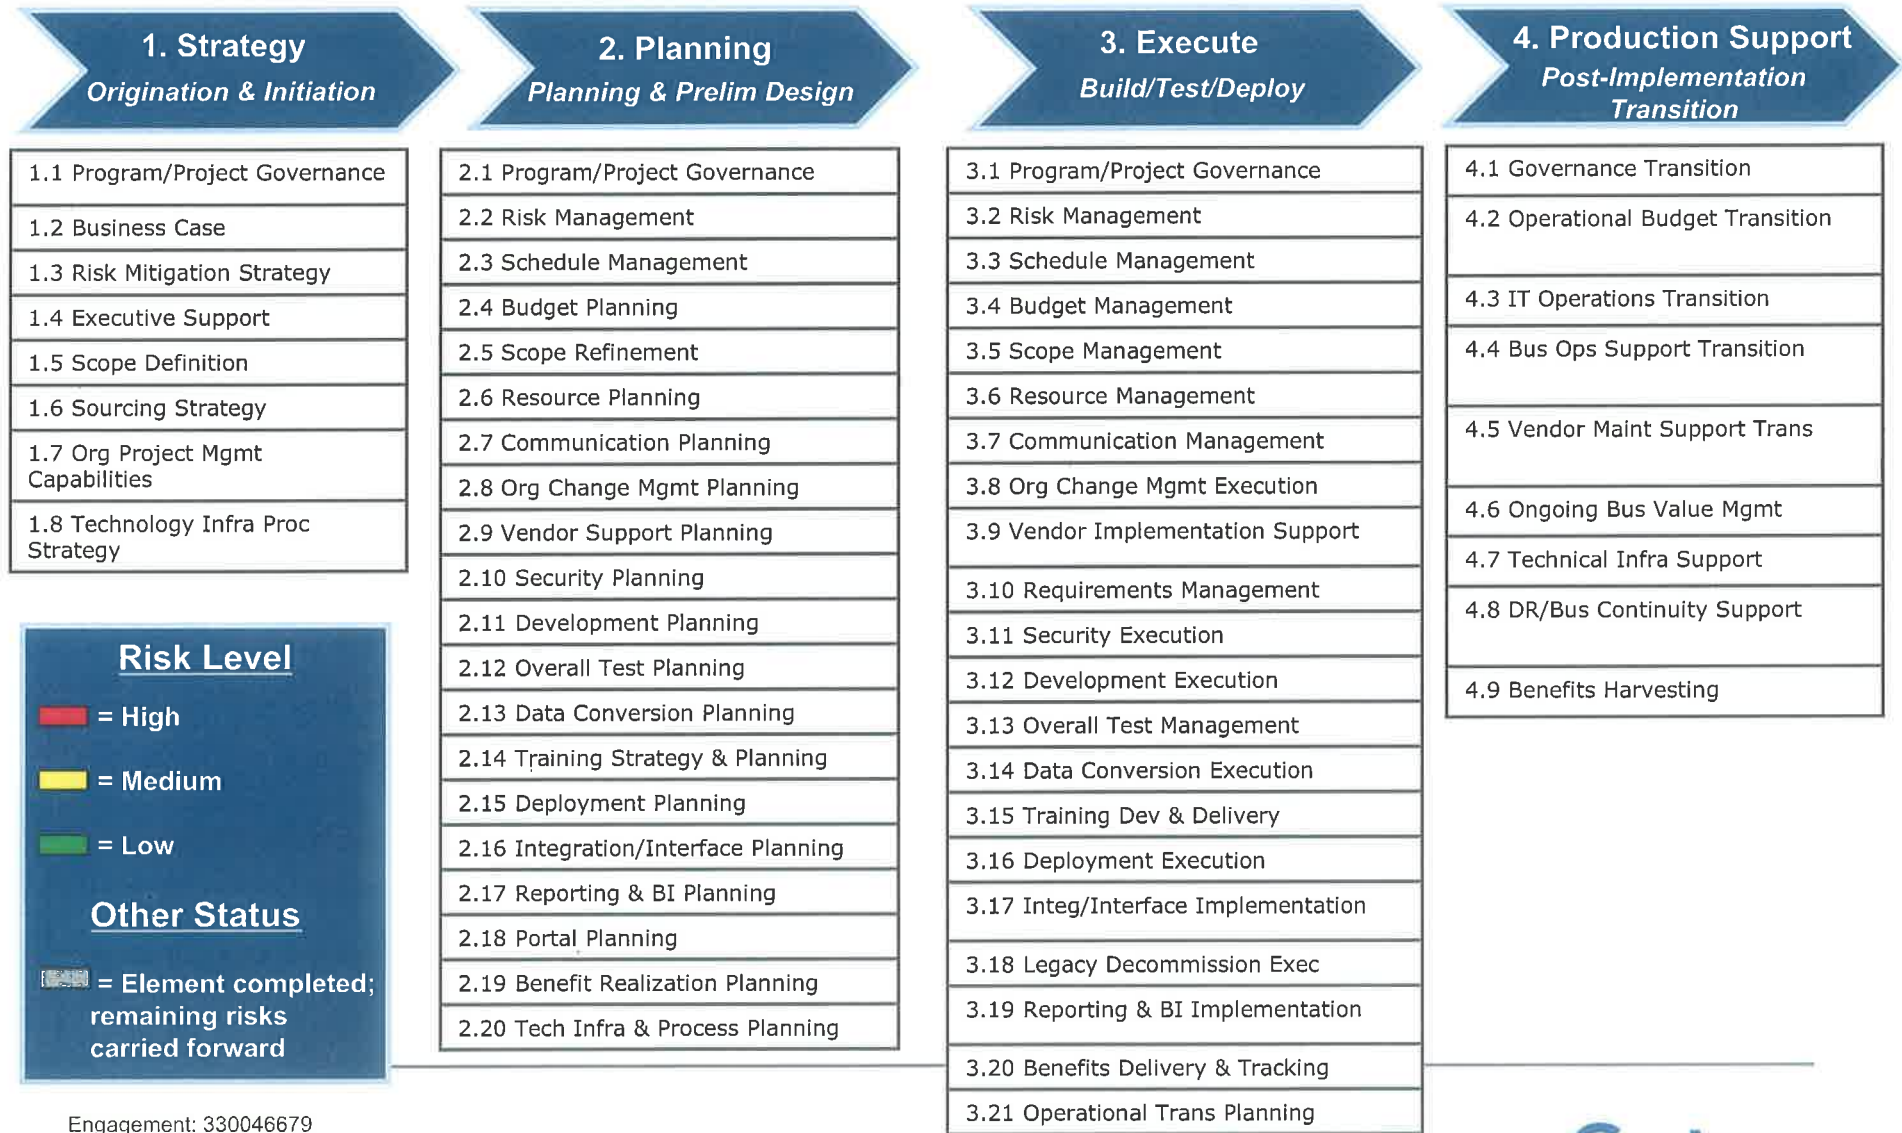 1. Strategy
Origination & Initiation
1.1 Program/Project Governance
1.2 Business Case
1.3 Risk Mitigation Strategy
1.4 Executive Support
1.5 Scope Definition
1.6 Sourcing Strategy
1.7 Org Project Mgmt
Capabilities
1.8 Technology Infra Proc
Strategy
2. Planning
Planning & Prelim Design
2.1 Program/Project Governance
2.2 Risk Management
2.3 Schedule Management
2.4 Budget Planning
2.5 Scope Refinement
2.6 Resource Planning
2.7 Communication Planning
2.8 Org Change Mgmt Planning
2.9 Vendor Support Planning
2.10 Security Planning
2.11 Development Planning
2.12 Overall Test Planning
2.13 Data Conversion Planning
2.14 Training Strategy & Planning
2.15 Deployment Planning
2.16 Integration/Interface Planning
2.17 Reporting & BI Planning
2.18 Portal Planning
2.19 Benefit Realization Planning
2.20 Tech Infra & Process Planning
3. Execute
Build/Test/Deploy
3.1 Program/Project Governance
3.2 Risk Management
3.3 Schedule Management
3.4 Budget Management
3.5 Scope Management
3.6 Resource Management
3.7 Communication Management
3.8 Org Change Mgmt Execution
3.9 Vendor Implementation Support
3.10 Requirements Management
3.11 Security Execution
3.12 Development Execution
3.13 Overall Test Management
3.14 Data Conversion Execution
3.15 Training Dev & Delivery
3.16 Deployment Execution
3.17 Integ/Interface Implementation
3.18 Legacy Decommission Exec
3.19 Reporting & BI Implementation
3.20 Benefits Delivery & Tracking
3.21 Operational Trans Planning
4. Production Support
Post-Implementation
Transition
4.1 Governance Transition
4.2 Operational Budget Transition
4.3 IT Operations Transition
4.4 Bus Ops Support Transition
4.5 Vendor Maint Support Trans
4.6 Ongoing Bus Value Mgmt
4.7 Technical Infra Support
4.8 DR/Bus Continuity Support
4.9 Benefits Harvesting
Risk Level
= High
= Medium
= Low
Other Status
= Element completed;
remaining risks
carried forward
Engagement: 330046679